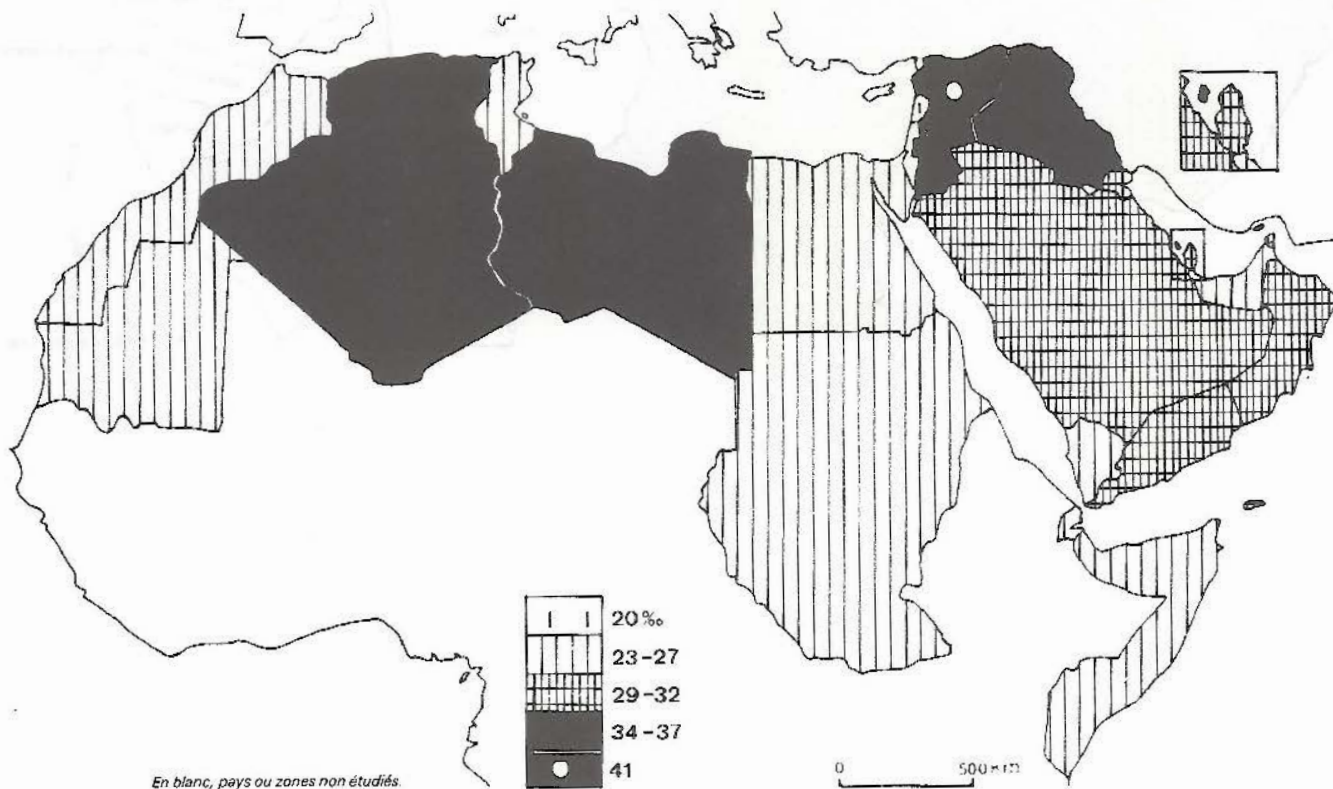 20‰
23-27
29-32
34-37
41
0 500 km
En blanc, pays ou zones non étudiés.